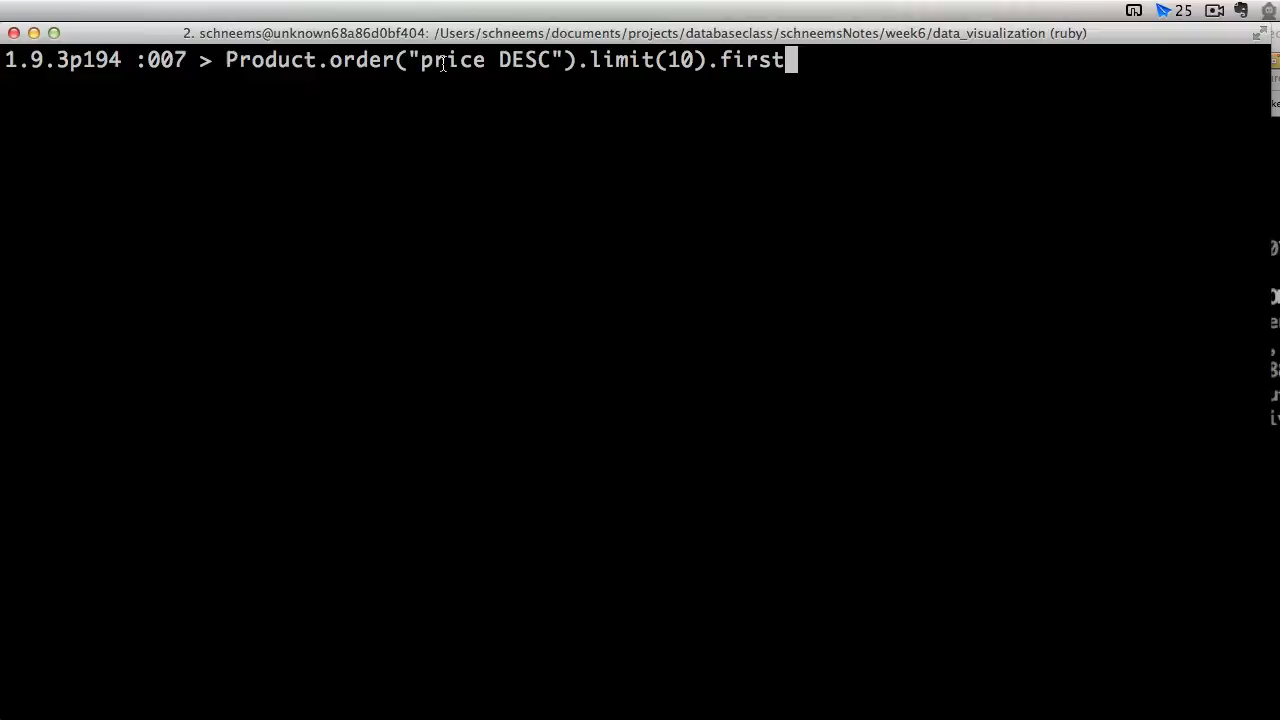 25
2. schneems@unknown68a86d0bf404: /Users/schneems/documents/projects/databaseclass/schneemsNotes/week6/data_visualization (ruby)
1.9.3p194 :007 > Product.order("price DESC").limit(10).first